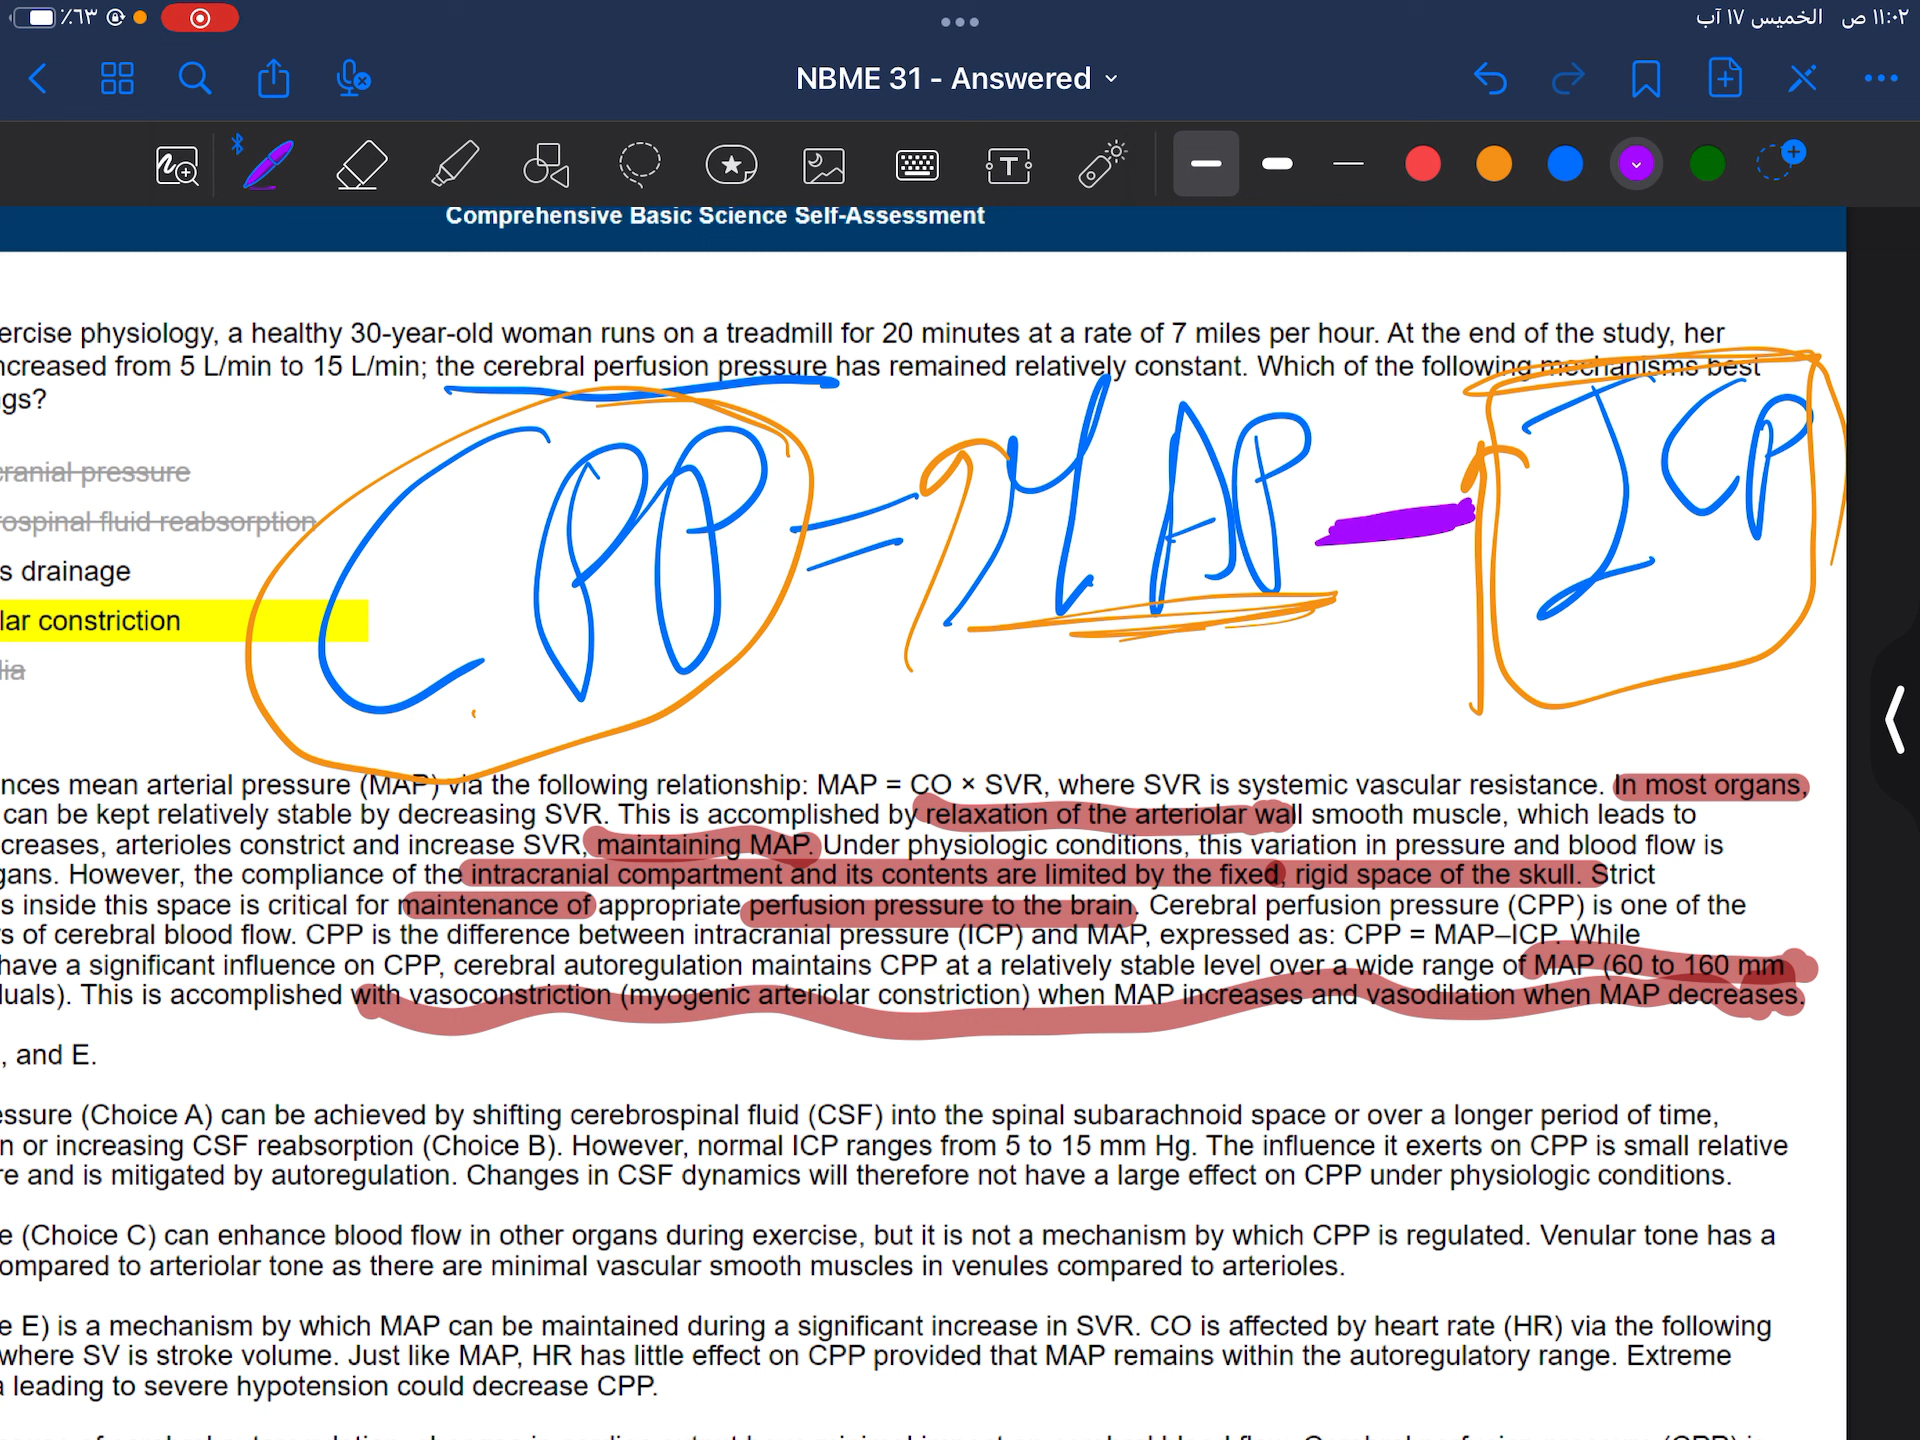 ٪٦٣
١١:٠٢ ص الخميس ١٧ آب
NBME 31 - Answered
T
Comprehensive Basic Science Self-Assessment
ercise physiology, a healthy 30-year-old woman runs on a treadmill for 20 minutes at a rate of 7 miles per hour. At the end of the study, her
ncreased from 5 L/min to 15 L/min; the cerebral perfusion pressure has remained relatively constant. Which of the following mechanisms best
gs?
CPP = MAP - ICP
cranial pressure
rospinal fluid reabsorption
s drainage
lar constriction
lia
nces mean arterial pressure (MAP) via the following relationship: MAP = CO × SVR, where SVR is systemic vascular resistance. In most organs,
can be kept relatively stable by decreasing SVR. This is accomplished by relaxation of the arteriolar wall smooth muscle, which leads to
creases, arterioles constrict and increase SVR, maintaining MAP. Under physiologic conditions, this variation in pressure and blood flow is
gans. However, the compliance of the intracranial compartment and its contents are limited by the fixed, rigid space of the skull. Strict
s inside this space is critical for maintenance of appropriate perfusion pressure to the brain. Cerebral perfusion pressure (CPP) is one of the
rs of cerebral blood flow. CPP is the difference between intracranial pressure (ICP) and MAP, expressed as: CPP = MAP–ICP. While
have a significant influence on CPP, cerebral autoregulation maintains CPP at a relatively stable level over a wide range of MAP (60 to 160 mm
luals). This is accomplished with vasoconstriction (myogenic arteriolar constriction) when MAP increases and vasodilation when MAP decreases.
, and E.
essure (Choice A) can be achieved by shifting cerebrospinal fluid (CSF) into the spinal subarachnoid space or over a longer period of time,
n or increasing CSF reabsorption (Choice B). However, normal ICP ranges from 5 to 15 mm Hg. The influence it exerts on CPP is small relative
re and is mitigated by autoregulation. Changes in CSF dynamics will therefore not have a large effect on CPP under physiologic conditions.
e (Choice C) can enhance blood flow in other organs during exercise, but it is not a mechanism by which CPP is regulated. Venular tone has a
ompared to arteriolar tone as there are minimal vascular smooth muscles in venules compared to arterioles.
e E) is a mechanism by which MAP can be maintained during a significant increase in SVR. CO is affected by heart rate (HR) via the following
where SV is stroke volume. Just like MAP, HR has little effect on CPP provided that MAP remains within the autoregulatory range. Extreme
a leading to severe hypotension could decrease CPP.